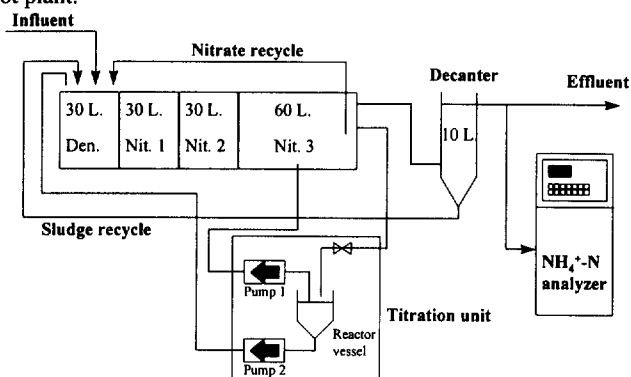 ot plant.
Influent
Nitrate recycle
Decanter
Effluent
30 L.
30 L.
30 L.
60 L.
10 L.
Den.
Nit. 1
Nit. 2
Nit. 3
Sludge recycle
NH₄⁺-N
analyzer
Pump 1
Titration unit
Reactor
vessel
Pump 2